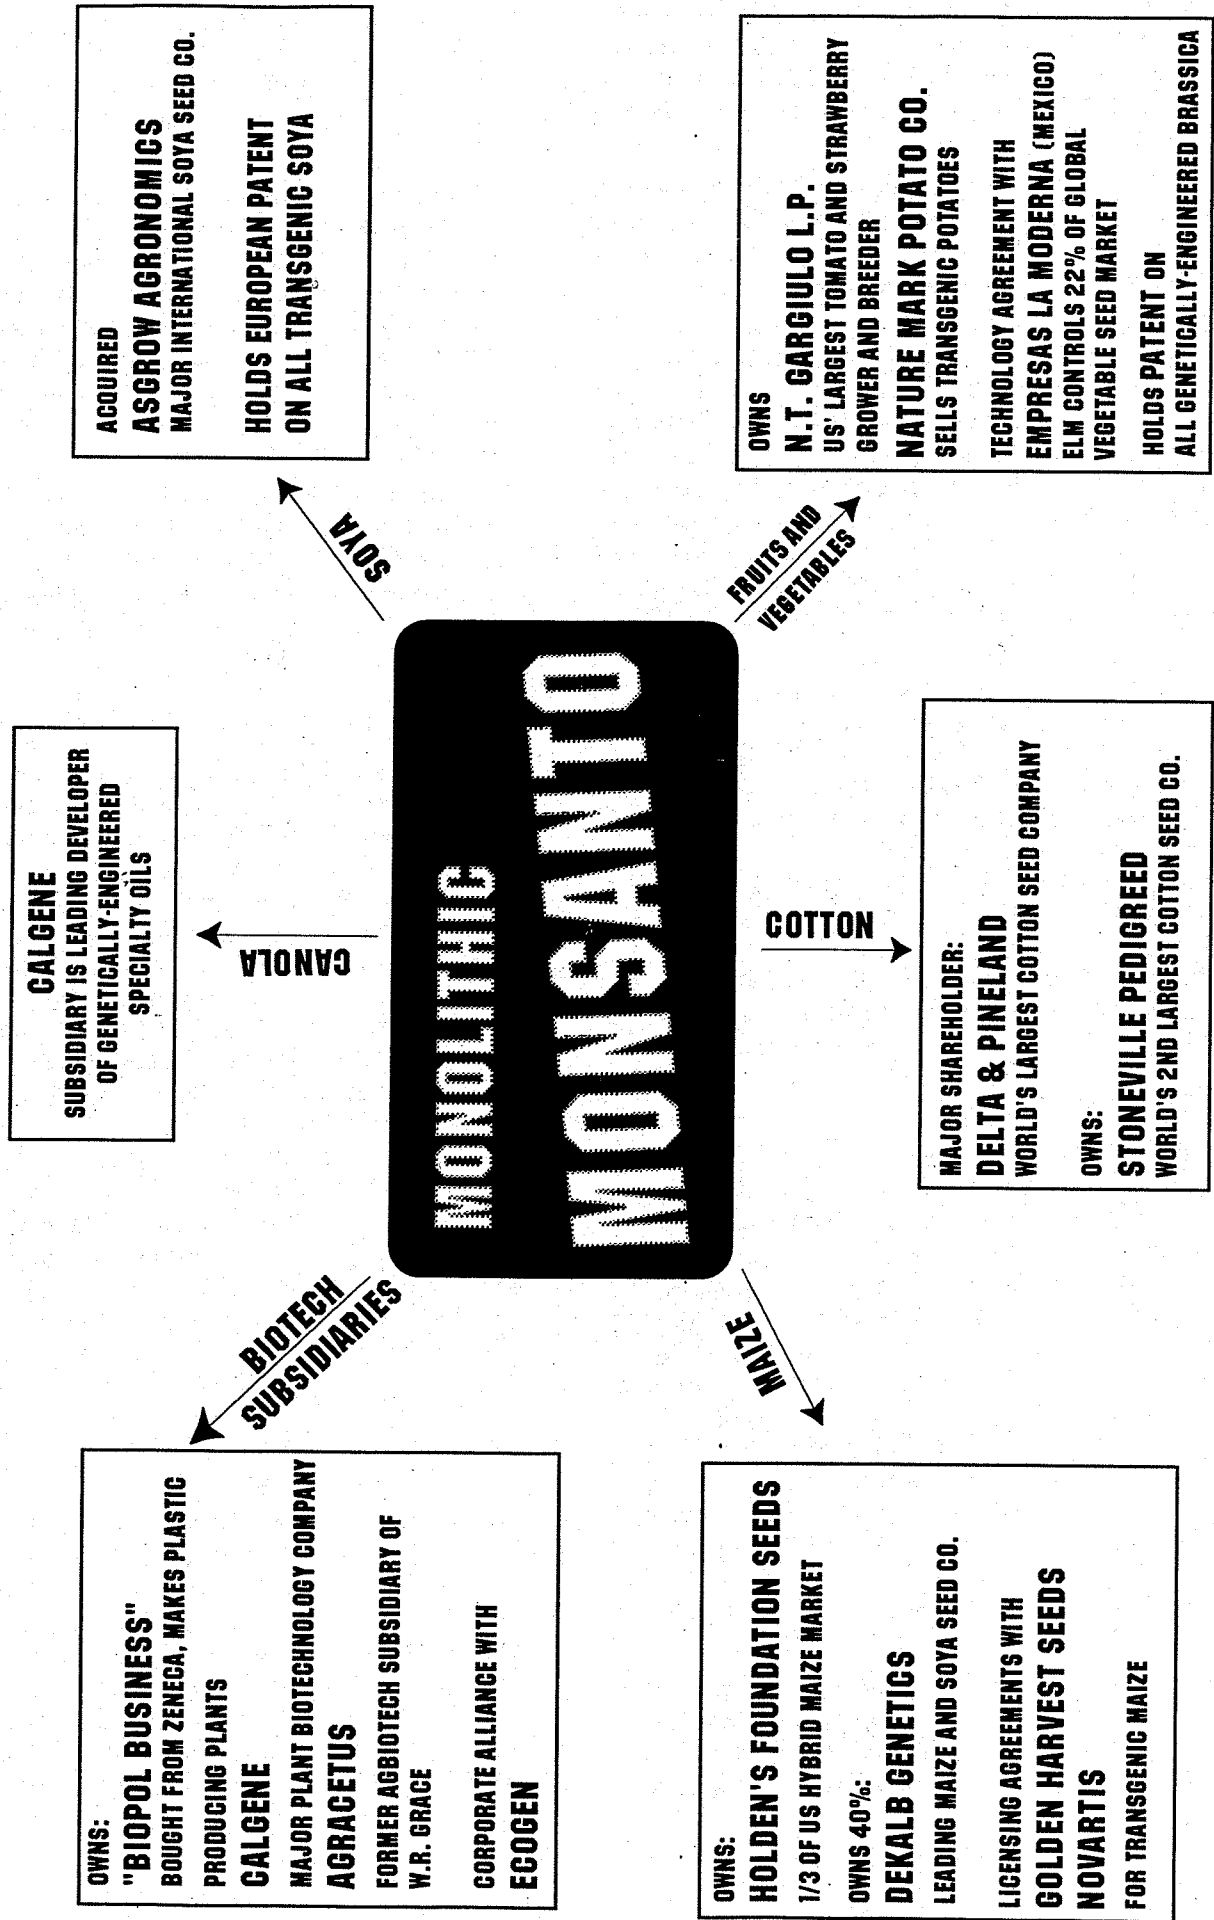 OWNS:
"BIOPOL BUSINESS"
BOUGHT FROM ZENECA, MAKES PLASTIC
PRODUCING PLANTS
CALGENE
MAJOR PLANT BIOTECHNOLOGY COMPANY
AGRACETUS
FORMER AGBIOTECH SUBSIDIARY OF
W.R. GRACE
CORPORATE ALLIANCE WITH
ECOGEN
CALGENE
SUBSIDIARY IS LEADING DEVELOPER
OF GENETICALLY-ENGINEERED
SPECIALTY OILS
ACQUIRED
ASGROW AGRONOMICS
MAJOR INTERNATIONAL SOYA SEED CO.
HOLDS EUROPEAN PATENT
ON ALL TRANSGENIC SOYA
BIOTECH
SUBSIDIARIES
CANOLA
SOYA
MONOLITHIC
MONSANTO
MAIZE
COTTON
FRUITS AND
VEGETABLES
OWNS:
HOLDEN'S FOUNDATION SEEDS
1/3 OF US HYBRID MAIZE MARKET
OWNS 40%:
DEKALB GENETICS
LEADING MAIZE AND SOYA SEED CO.
LICENSING AGREEMENTS WITH
GOLDEN HARVEST SEEDS
NOVARTIS
FOR TRANSGENIC MAIZE
MAJOR SHAREHOLDER:
DELTA & PINELAND
WORLD'S LARGEST COTTON SEED COMPANY
OWNS:
STONEVILLE PEDIGREED
WORLD'S 2ND LARGEST COTTON SEED CO.
OWNS
N.T. GARGIULO L.P.
US' LARGEST TOMATO AND STRAWBERRY
GROWER AND BREEDER
NATURE MARK POTATO CO.
SELLS TRANSGENIC POTATOES
TECHNOLOGY AGREEMENT WITH
EMPRESAS LA MODERNA (MEXICO)
ELM CONTROLS 22% OF GLOBAL
VEGETABLE SEED MARKET
HOLDS PATENT ON
ALL GENETICALLY-ENGINEERED BRASSICA